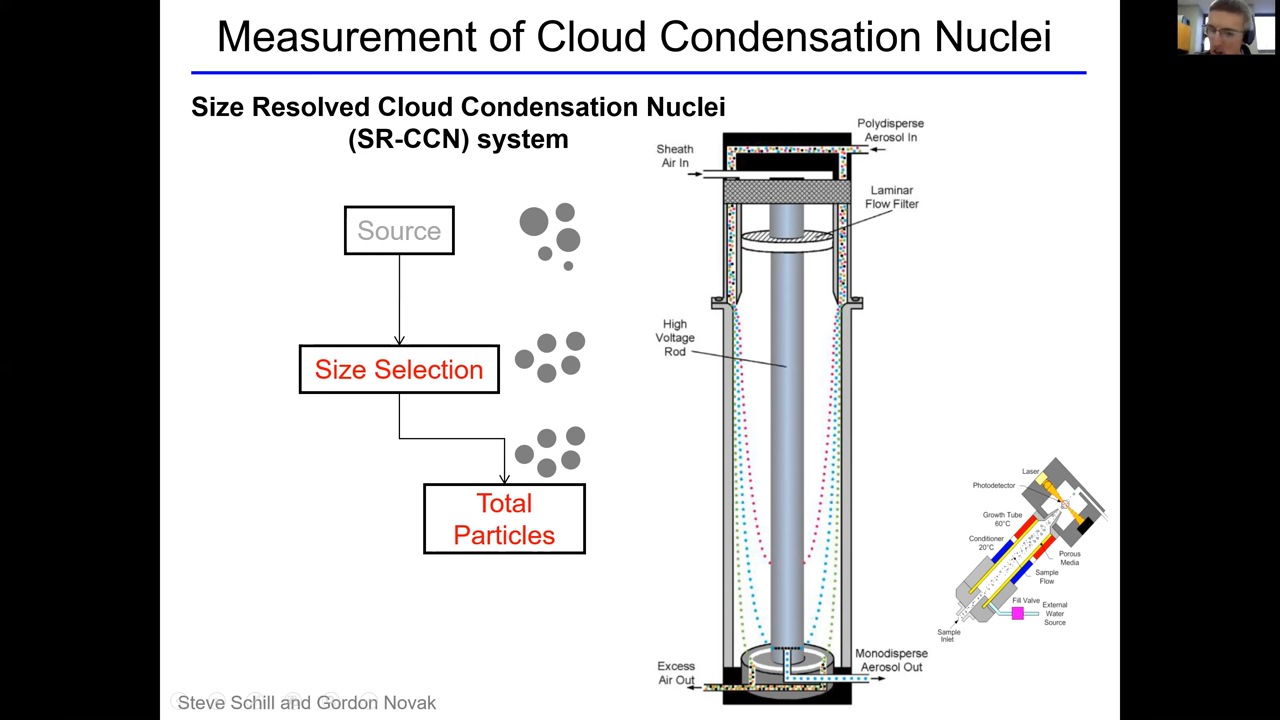 Measurement of Cloud Condensation Nuclei
Size Resolved Cloud Condensation Nuclei
(SR-CCN) system
Source
Size Selection
Total
Particles
Polydisperse
Aerosol In
Sheath
Air In
Laminar
Flow Filter
High
Voltage
Rod
Monodisperse
Aerosol Out
Excess
Air Out
Laser
Photodetector
Growth Tube
60°C
Conditioner
20°C
Porous
Media
Sample
Flow
Fill Valve
External
Water
Source
Sample
Inlet
Steve Schill and Gordon Novak